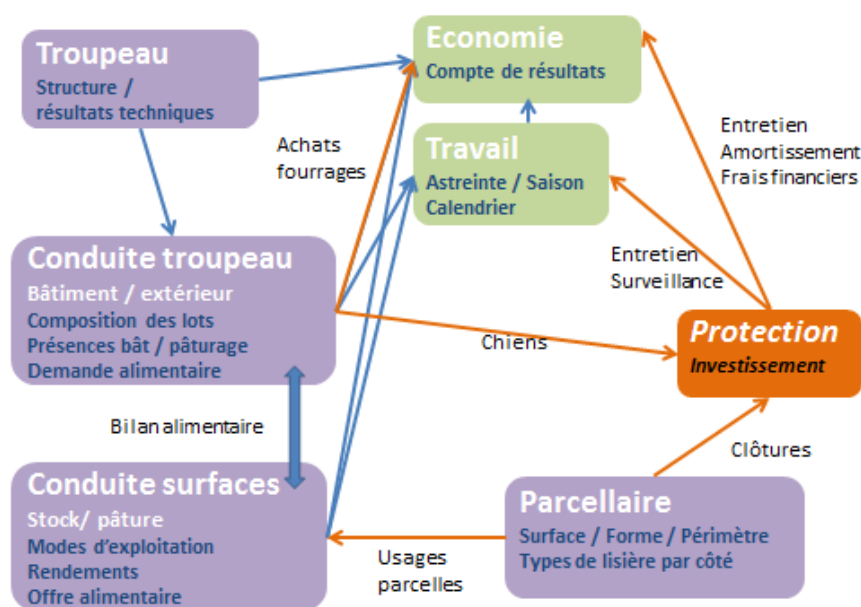 Troupeau
Structure /
résultats techniques
Economie
Compte de résultats
Achats
fourrages
Travail
Astreinte / Saison
Calendrier
Entretien
Amortissement
Frais financiers
Conduite troupeau
Bâtiment / extérieur
Composition des lots
Présences bât / pâturage
Demande alimentaire
Entretien
Surveillance
Chiens
Protection
Investissement
Bilan alimentaire
Clôtures
Conduite surfaces
Stock/ pâture
Modes d'exploitation
Rendements
Offre alimentaire
Usages
parcelles
Parcellaire
Surface / Forme / Périmètre
Types de lisière par côté